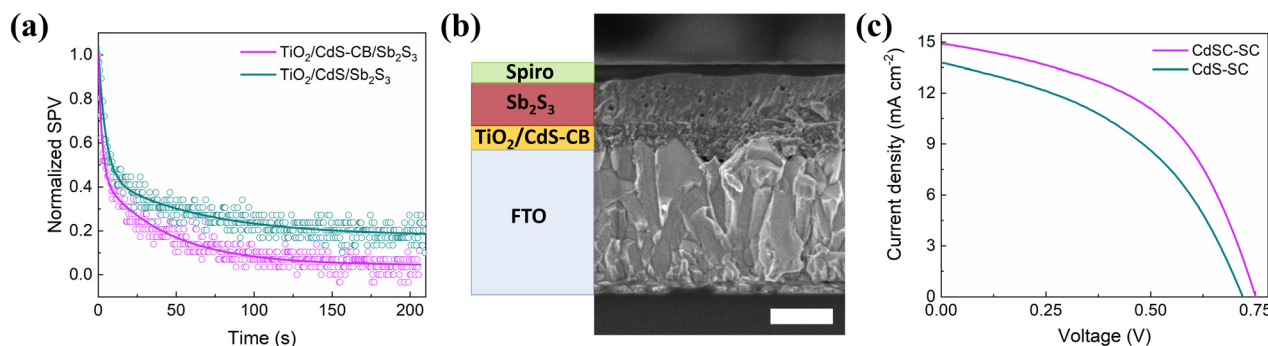 (a)
1.0
0.8
0.6
0.4
0.2
0.0
Normalized SPV
TiO₂/CdS-CB/Sb₂S₃
TiO₂/CdS/Sb₂S₃
0
50
100
150
200
Time (s)
(b)
Spiro
Sb₂S₃
TiO₂/CdS-CB
FTO
(c)
15
12
9
15
3
0
Current density (mA cm⁻²)
CdSC-SC
CdS-SC
0.00
0.25
0.50
0.75
Voltage (V)